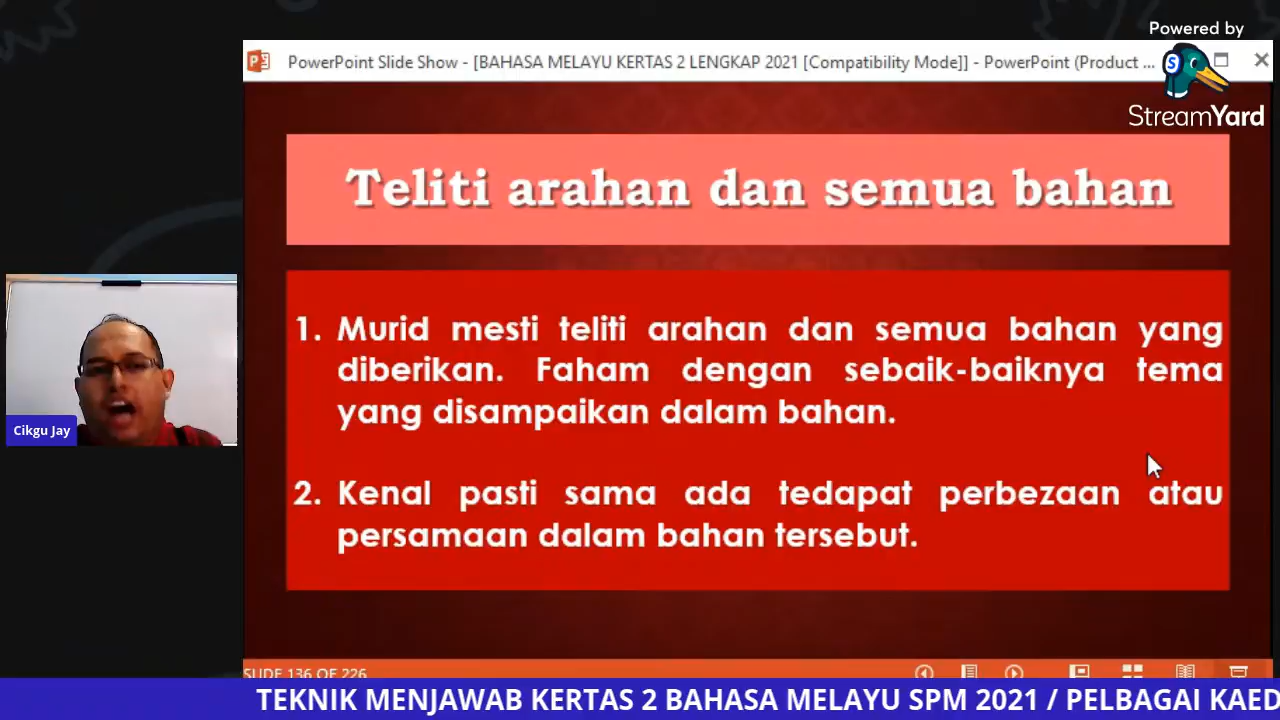 Powered by
PowerPoint Slide Show - [BAHASA MELAYU KERTAS 2 LENGKAP 2021 [Compatibility Mode]] - PowerPoint (Product ...
StreamYard
Teliti arahan dan semua bahan
1. Murid mesti teliti arahan dan semua bahan yang
diberikan. Faham dengan sebaik-baiknya tema
yang disampaikan dalam bahan.
2. Kenal pasti sama ada tedapat perbezaan atau
persamaan dalam bahan tersebut.
Cikgu Jay
SLIDE 136 OF 226
TEKNIK MENJAWAB KERTAS 2 BAHASA MELAYU SPM 2021 / PELBAGAI KAED